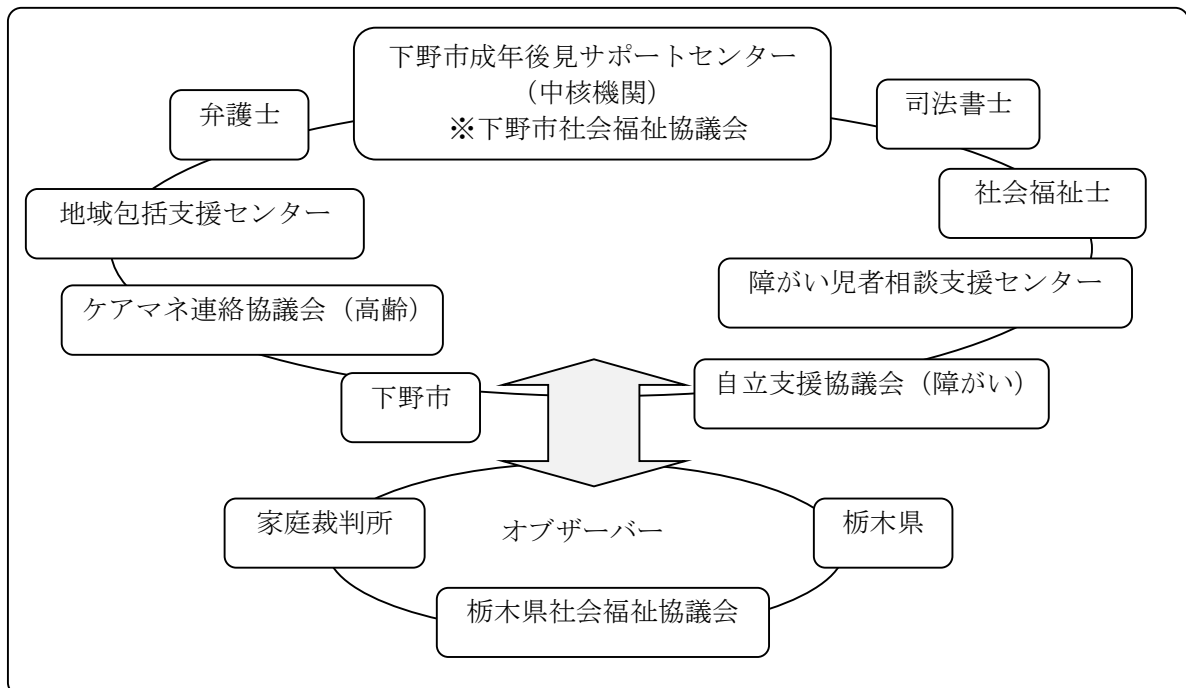 下野市成年後見サポートセンター
（中核機関）
※下野市社会福祉協議会
弁護士
司法書士
地域包括支援センター
社会福祉士
ケアマネ連絡協議会（高齢）
障がい児者相談支援センター
下野市
自立支援協議会（障がい）
家庭裁判所
オブザーバー
栃木県
栃木県社会福祉協議会